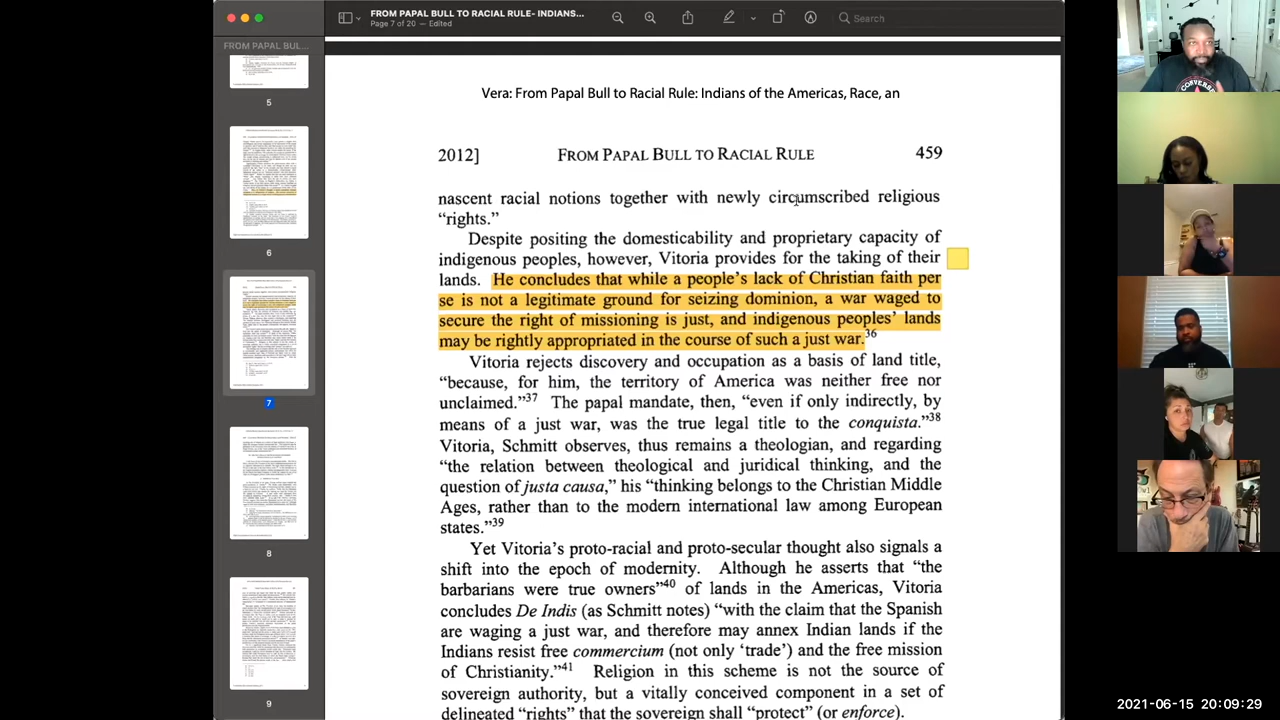 FROM PAPAL BULL TO RACIAL RULE- INDIANS...
Page 7 of 20 — Edited
Search
FROM PAPAL BUL...
5
6
7
8
9
Vera: From Papal Bull to Racial Rule: Indians of the Americas, Race, an
2012] FROM PAPAL BULL TO RACIAL RULE 459
nascent racial notions together with newly circumscribed religious
“rights.”
Despite positing the domesticability and proprietary capacity of
indigenous peoples, however, Vitoria provides for the taking of their
lands. He concludes that while a people’s lack of Christian faith per
se is not a legitimate ground for denying dominion, a war waged to
secure the right of missionizing is just and indigenous peoples’ lands
may be rightly appropriated in the course of such a just war.36
Vitoria rejects discovery and occupation as a basis of land title,
“because, for him, the territory of America was neither free nor
unclaimed.”37 The papal mandate, then, “even if only indirectly, by
means of a just war, was the true legal title to the conquista.”38
Vitoria, one observes, thus remains a theologian, and regarding
the relation between theological and juridical thinking, and the
question of justa causa,” his “thinking belongs to the Christian Middle
Ages, rather than to the modern international law among European
states.”39
Yet Vitoria’s proto-racial and proto-secular thought also signals a
shift into the epoch of modernity. Although he asserts that “the
barbarians were true owners”40 of lands in the Americas, Vitoria
concludes De Indis (as Schmitt notes) with the claim that the Spanish
may waging just war and thereby annex Indian lands if the
Indians resist free commercium (not only ‘trade’) and the free mission
of Christianity.”41 Religion in this scheme is not the source of
sovereign authority, but a vitally conceived component in a set of
delineated “rights” that the sovereign shall “protect” (or enforce).
CONVERSE
2021-06-15 20:09:29